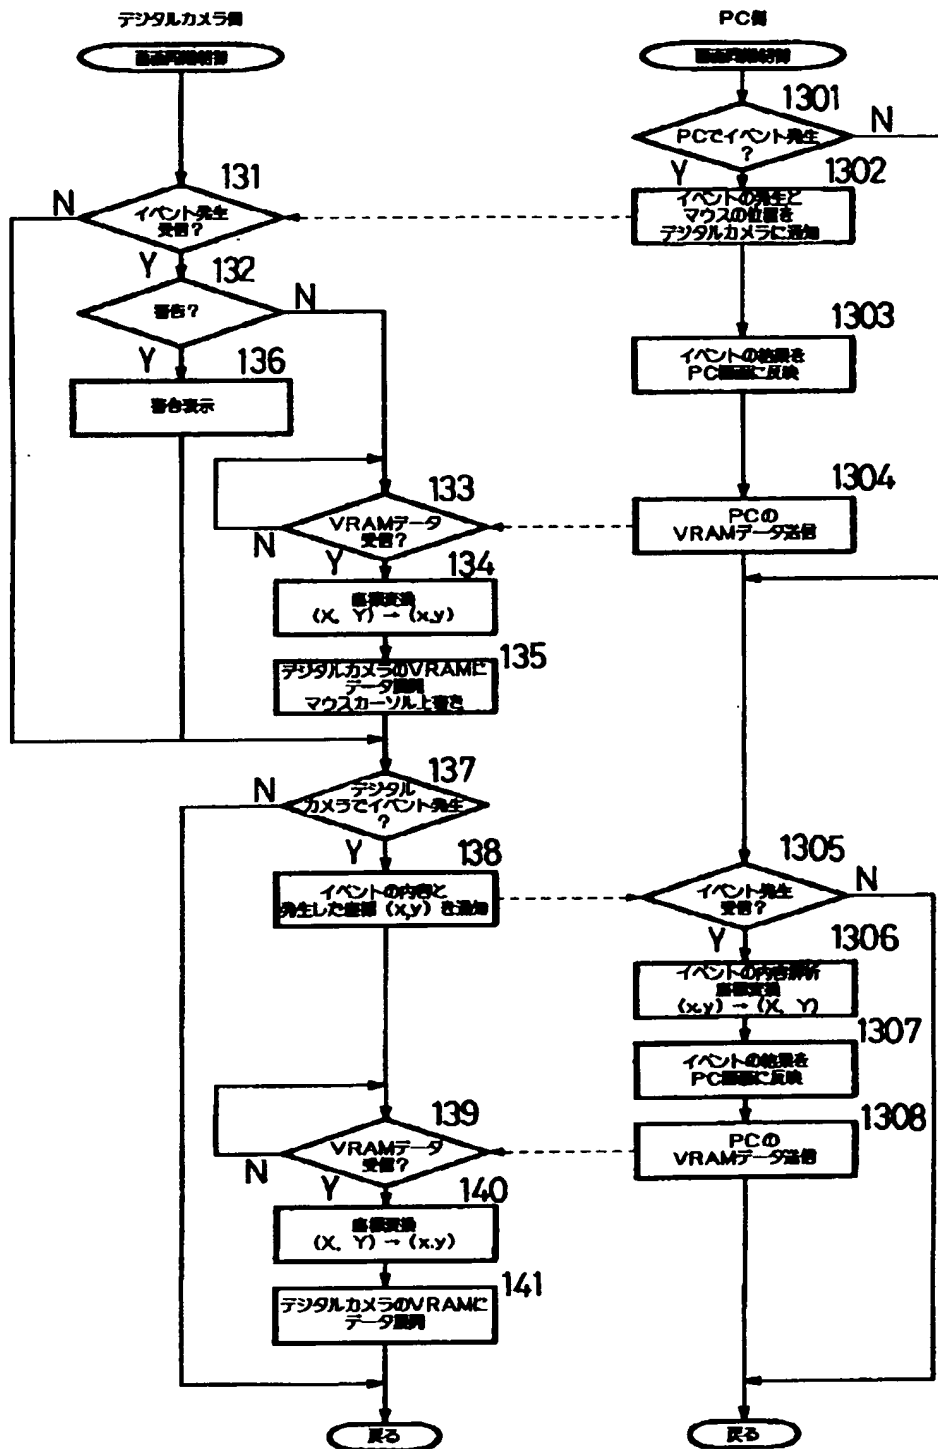 デジタルカメラ側
PC側
画面同期制御
画面同期制御
1301
PCでイベント発生
?
N
Y
1302
イベントの発生と
マウスの位置を
デジタルカメラに通知
131
イベント発生
受信?
N
Y
132
警告?
N
Y
136
警告表示
1303
イベントの結果を
PC画面に反映
1304
PCの
VRAMデータ送信
133
VRAMデータ
受信?
N
Y
134
座標変換
(X, Y) → (x,y)
135
デジタルカメラのVRAMに
データ展開
マウスカーソル上書き
137
デジタル
カメラでイベント発生
?
N
Y
138
イベントの内容と
発生した座標 (x,y) を通知
1305
イベント発生
受信?
N
Y
1306
イベントの内容解析
座標変換
(x,y) → (X, Y)
1307
イベントの結果を
PC画面に反映
1308
PCの
VRAMデータ送信
139
VRAMデータ
受信?
N
Y
140
座標変換
(X, Y) → (x,y)
141
デジタルカメラのVRAMに
データ展開
戻る
戻る